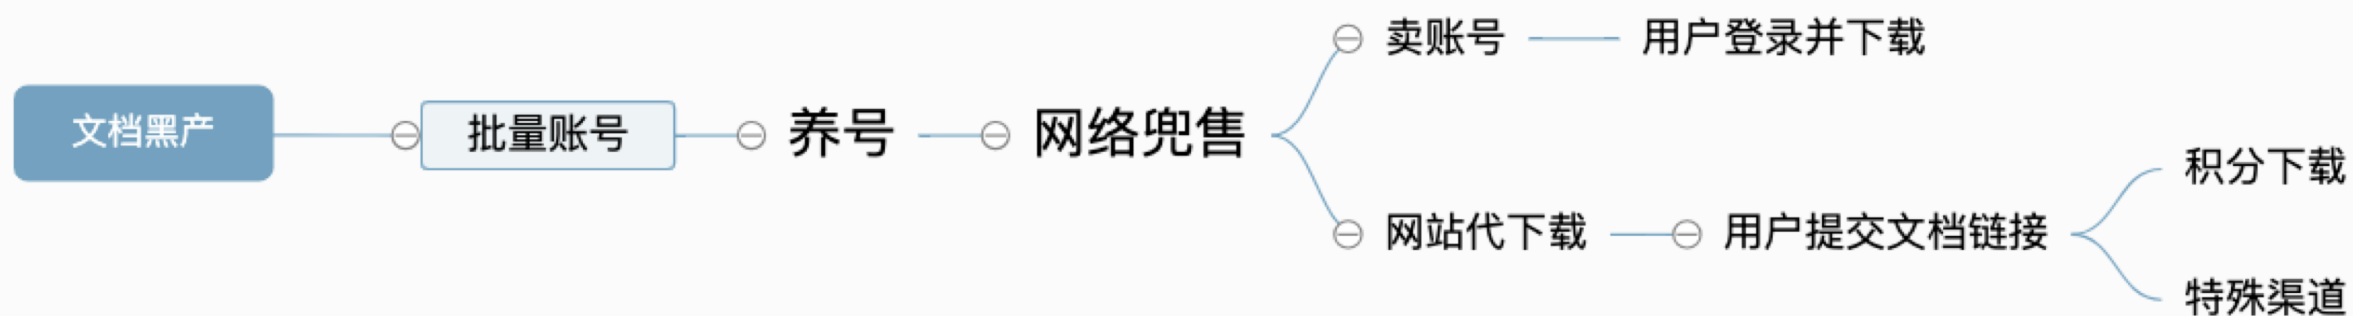 文档黑产
批量账号
养号
网络兜售
卖账号
用户登录并下载
网站代下载
用户提交文档链接
积分下载
特殊渠道